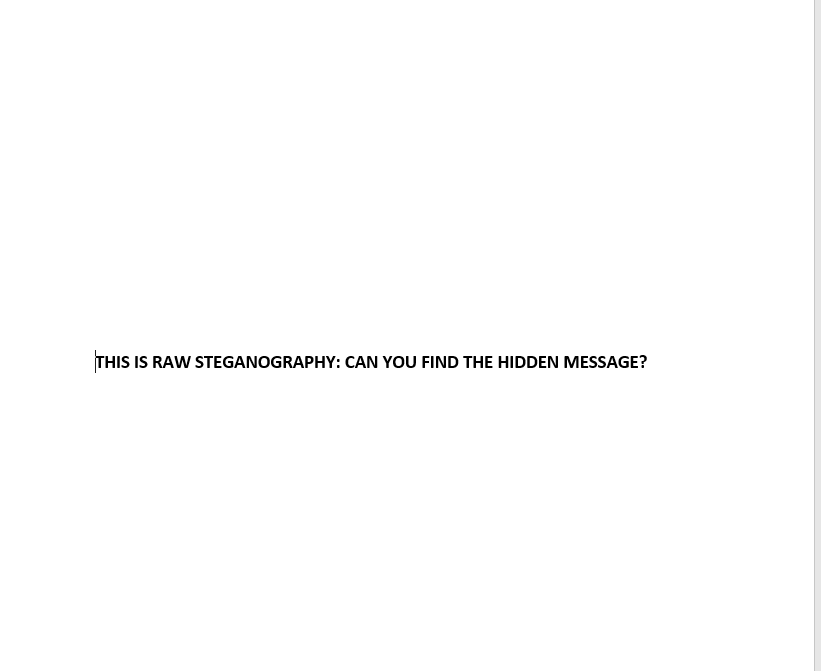 THIS IS RAW STEGANOGRAPHY: CAN YOU FIND THE HIDDEN MESSAGE?